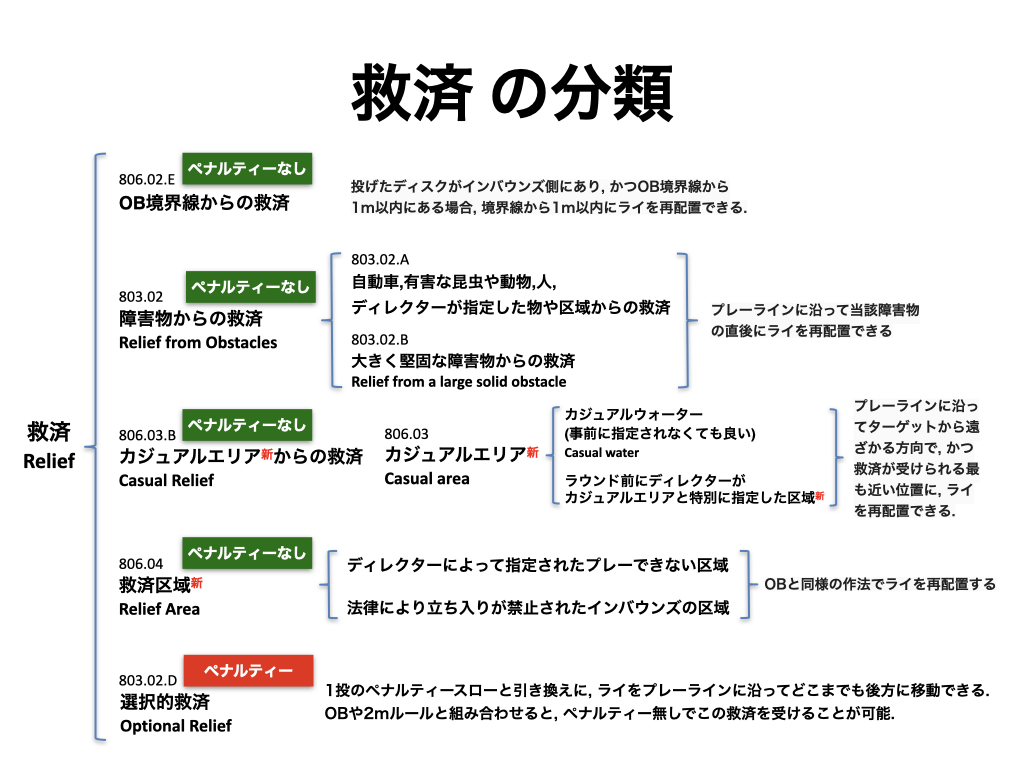 救済 の分類
救済
Relief
ペナルティーなし
806.02.E
OB境界線からの救済
投げたディスクがインバウンズ側にあり, かつOB境界線から
1m以内にある場合, 境界線から1m以内にライを再配置できる.
ペナルティーなし
803.02
障害物からの救済
Relief from Obstacles
803.02.A
自動車,有害な昆虫や動物,人,
ディレクターが指定した物や区域からの救済
803.02.B
大きく堅固な障害物からの救済
Relief from a large solid obstacle
プレーラインに沿って当該障害物
の直後にライを再配置できる
ペナルティーなし
806.03.B
カジュアルエリア新からの救済
Casual Relief
806.03
カジュアルエリア新
Casual area
カジュアルウォーター
(事前に指定されなくても良い)
Casual water
ラウンド前にディレクターが
カジュアルエリアと特別に指定した区域新
プレーラインに沿っ
てターゲットから遠
ざかる方向で, かつ
救済が受けられる最
も近い位置に, ライ
を再配置できる.
ペナルティーなし
806.04
救済区域新
Relief Area
ディレクターによって指定されたプレーできない区域
法律により立ち入りが禁止されたインバウンズの区域
OBと同様の作法でライを再配置する
ペナルティー
803.02.D
選択的救済
Optional Relief
1投のペナルティースローと引き換えに, ライをプレーラインに沿ってどこまでも後方に移動できる.
OBや2mルールと組み合わせると, ペナルティー無しでこの救済を受けることが可能.